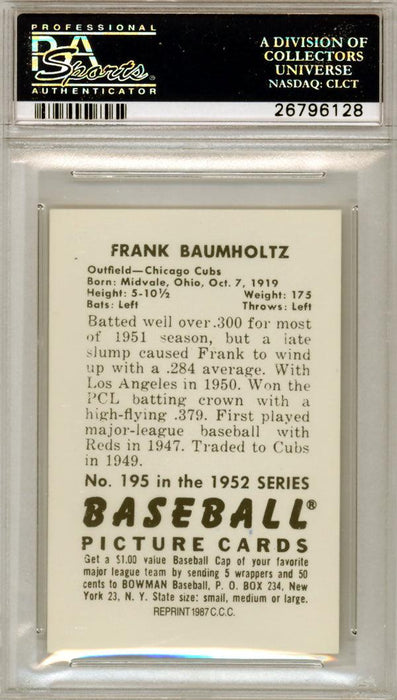 PROFESSIONAL
PSA
Sports
AUTHENTICATOR
A DIVISION OF
COLLECTORS
UNIVERSE
NASDAQ: CLCT
26796128
FRANK BAUMHOLTZ
Outfield—Chicago Cubs
Born: Midvale, Ohio, Oct. 7, 1919
Height: 5-10½ Weight: 175
Bats: Left Throws: Left
Batted well over .300 for most
of 1951 season, but a late
slump caused Frank to wind
up with a .284 average. With
Los Angeles in 1950. Won the
PCL batting crown with a
high-flying .379. First played
major-league baseball with
Reds in 1947. Traded to Cubs
in 1949.
No. 195 in the 1952 SERIES
BASEBALL®
PICTURE CARDS
Get a $1.00 value Baseball Cap of your favorite
major league team by sending 5 wrappers and 50
cents to BOWMAN Baseball, P. O. BOX 234, New
York 23, N. Y. State size: small, medium or large.
REPRINT 1987 C.C.C.